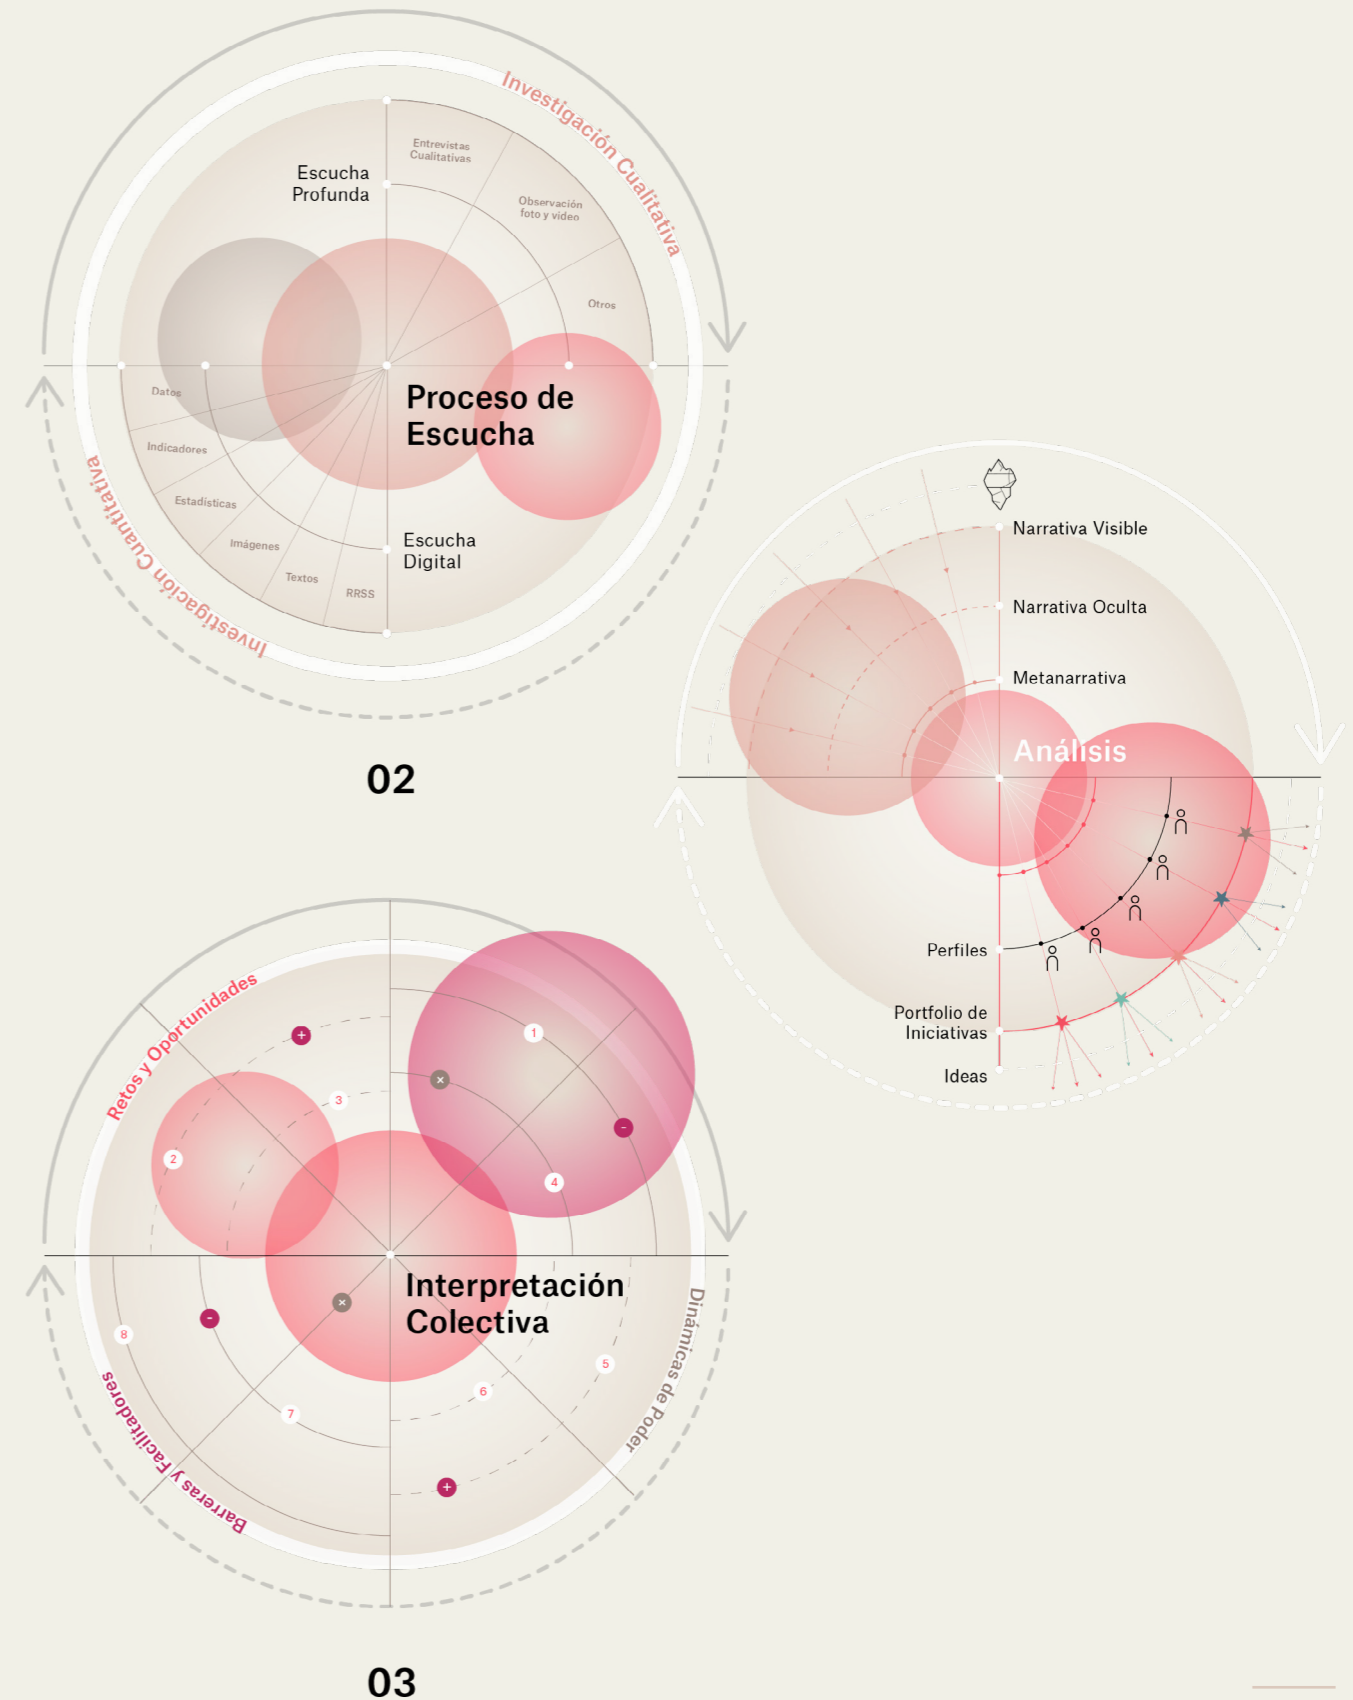 Investigación Cualitativa
Entrevistas
Cualitativas
Escucha
Profunda
Observación
foto y vídeo
Otros
Proceso de
Escucha
Datos
Indicadores
Estadísticas
Imágenes
Textos
RRSS
Escucha
Digital
Investigación Cuantitativa
02
Narrativa Visible
Narrativa Oculta
Metanarrativa
Análisis
Perfiles
Portfolio de
Iniciativas
Ideas
Retos y Oportunidades
+
1
3
×
2
-
4
Interpretación
Colectiva
×
-
8
5
6
7
+
Dinámicas de Poder
Barreras y Facilitadores
03